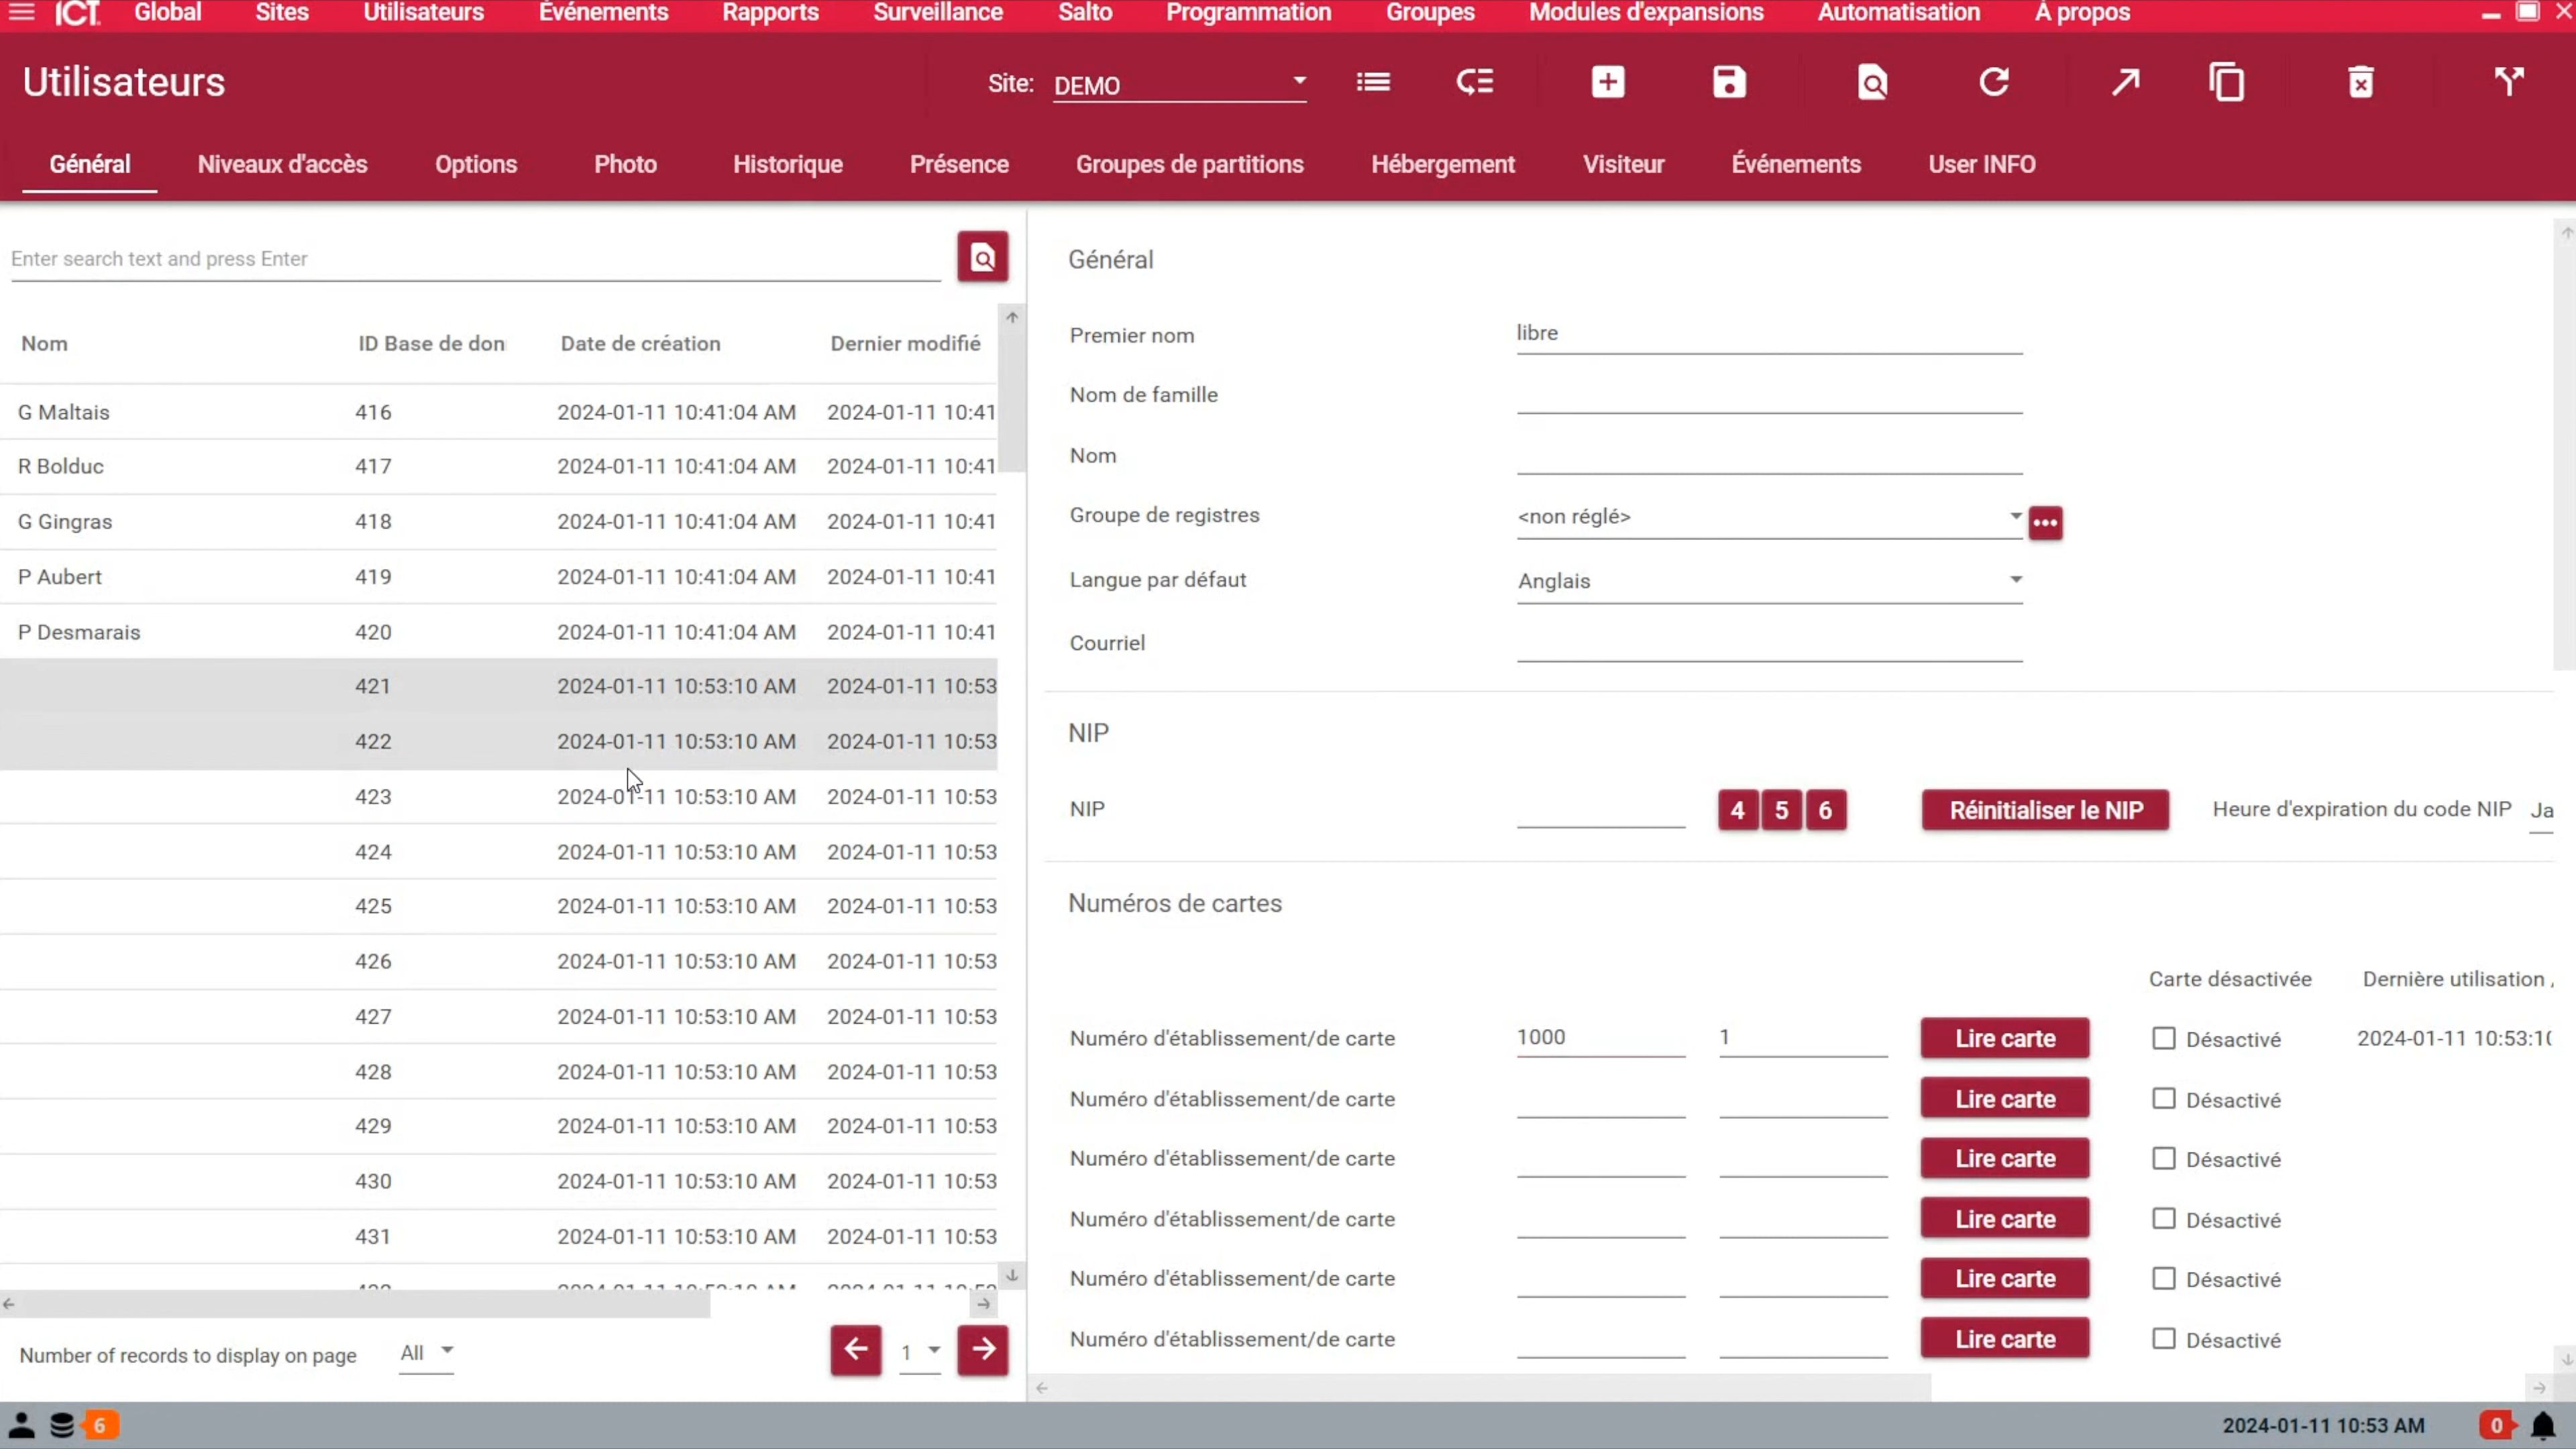 ICT Global Sites Utilisateurs Événements Rapports Surveillance Salto Programmation Groupes Modules d'expansions Automatisation À propos
Utilisateurs
Site: DEMO
Général Niveaux d'accès Options Photo Historique Présence Groupes de partitions Hébergement Visiteur Événements User INFO
Enter search text and press Enter
Nom ID Base de don Date de création Dernier modifié
G Maltais 416 2024-01-11 10:41:04 AM 2024-01-11 10:41
R Bolduc 417 2024-01-11 10:41:04 AM 2024-01-11 10:41
G Gingras 418 2024-01-11 10:41:04 AM 2024-01-11 10:41
P Aubert 419 2024-01-11 10:41:04 AM 2024-01-11 10:41
P Desmarais 420 2024-01-11 10:41:04 AM 2024-01-11 10:41
421 2024-01-11 10:53:10 AM 2024-01-11 10:53
422 2024-01-11 10:53:10 AM 2024-01-11 10:53
423 2024-01-11 10:53:10 AM 2024-01-11 10:53
424 2024-01-11 10:53:10 AM 2024-01-11 10:53
425 2024-01-11 10:53:10 AM 2024-01-11 10:53
426 2024-01-11 10:53:10 AM 2024-01-11 10:53
427 2024-01-11 10:53:10 AM 2024-01-11 10:53
428 2024-01-11 10:53:10 AM 2024-01-11 10:53
429 2024-01-11 10:53:10 AM 2024-01-11 10:53
430 2024-01-11 10:53:10 AM 2024-01-11 10:53
431 2024-01-11 10:53:10 AM 2024-01-11 10:53
Number of records to display on page All 1
Général
Premier nom libre
Nom de famille
Nom
Groupe de registres <non réglé>
Langue par défaut Anglais
Courriel
NIP
NIP 4 5 6 Réinitialiser le NIP Heure d'expiration du code NIP Ja
Numéros de cartes
Carte désactivée Dernière utilisation
Numéro d'établissement/de carte 1000 1 Lire carte Désactivé 2024-01-11 10:53:10
Numéro d'établissement/de carte Lire carte Désactivé
Numéro d'établissement/de carte Lire carte Désactivé
Numéro d'établissement/de carte Lire carte Désactivé
Numéro d'établissement/de carte Lire carte Désactivé
Numéro d'établissement/de carte Lire carte Désactivé
6 2024-01-11 10:53 AM 0